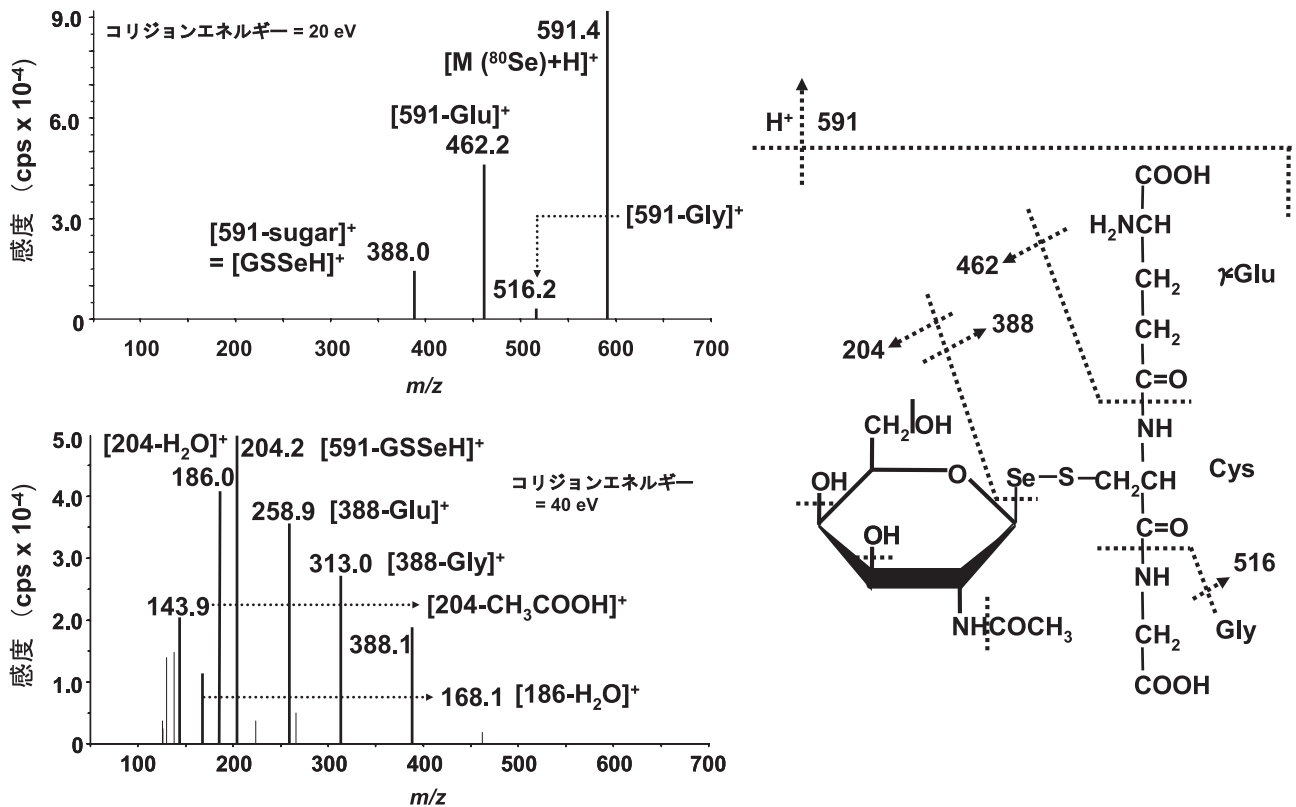 9.0
6.0
3.0
0
感度 (cps x 10⁻⁴)
コリジョンエネルギー = 20 eV
591.4
[M (⁸⁰Se)+H]⁺
[591-Glu]⁺
462.2
[591-Gly]⁺
[591-sugar]⁺
= [GSSeH]⁺
388.0
516.2
100 200 300 400 500 600 700
m/z
5.0
4.0
3.0
2.0
1.0
0
感度 (cps x 10⁻⁴)
[204-H₂O]⁺
186.0
204.2 [591-GSSeH]⁺
コリジョンエネルギー
= 40 eV
258.9 [388-Glu]⁺
313.0 [388-Gly]⁺
143.9
[204-CH₃COOH]⁺
388.1
168.1 [186-H₂O]⁺
100 200 300 400 500 600 700
m/z
H⁺ 591
COOH
H₂NCH
462
γGlu
CH₂
388
204
CH₂
C=O
CH₂OH
NH
Cys
OH
O
Se-S-CH₂CH
OH
C=O
516
NH
NHCOCH₃
CH₂
Gly
COOH